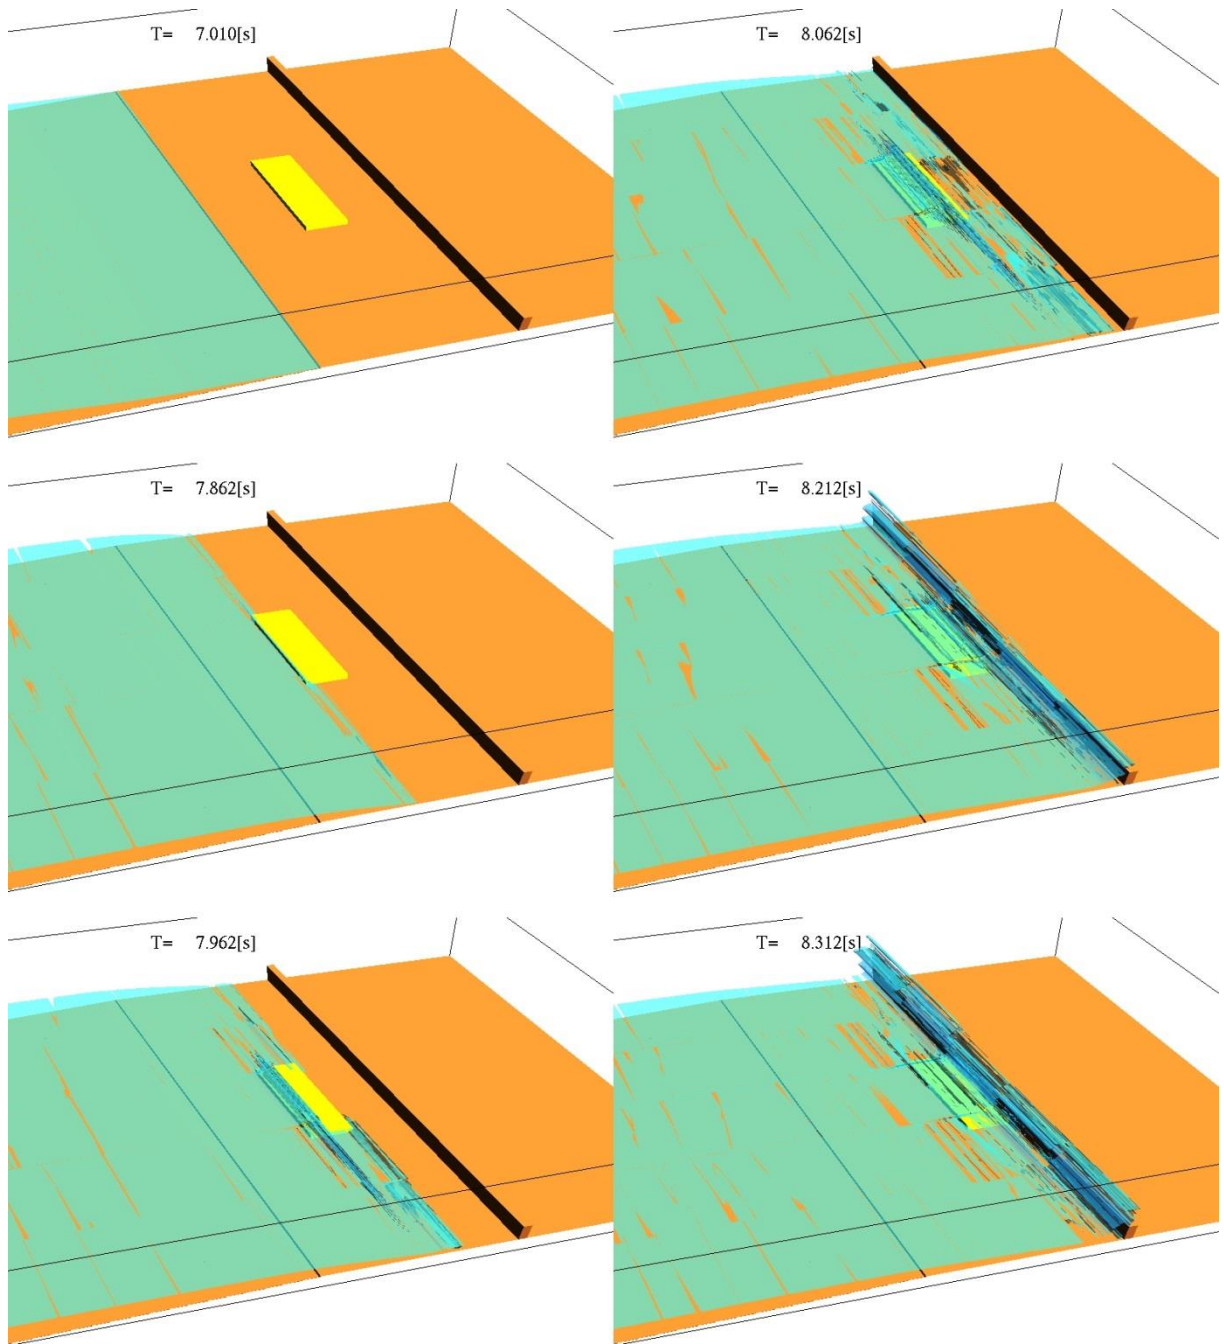 T= 7.010[s]
T= 8.062[s]
T= 7.862[s]
T= 8.212[s]
T= 7.962[s]
T= 8.312[s]